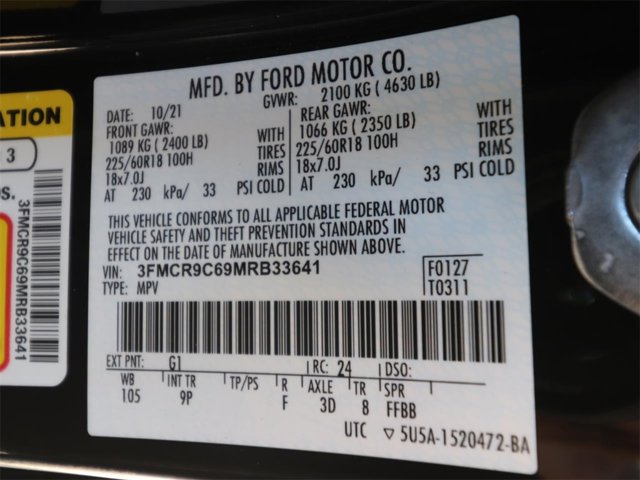 MFD. BY FORD MOTOR CO.
DATE: 10/21 GVWR: 2100 KG ( 4630 LB)
FRONT GAWR: REAR GAWR:
1089 KG ( 2400 LB) WITH 1066 KG ( 2350 LB) WITH
225/60R18 100H TIRES 225/60R18 100H TIRES
18x7.0J RIMS 18x7.0J RIMS
AT 230 kPa/ 33 PSI COLD AT 230 kPa/ 33 PSI COLD
THIS VEHICLE CONFORMS TO ALL APPLICABLE FEDERAL MOTOR
VEHICLE SAFETY AND THEFT PREVENTION STANDARDS IN
EFFECT ON THE DATE OF MANUFACTURE SHOWN ABOVE.
VIN: 3FMCR9C69MRB33641 F0127
TYPE: MPV T0311
EXT PNT: G1 RC: 24 DSO:
WB INT TR TP/PS R AXLE TR SPR
105 9P F 3D 8 FFBB
UTC ▽ 5U5A-1520472-BA
ATION
3
3FMCR9C69MRB33641